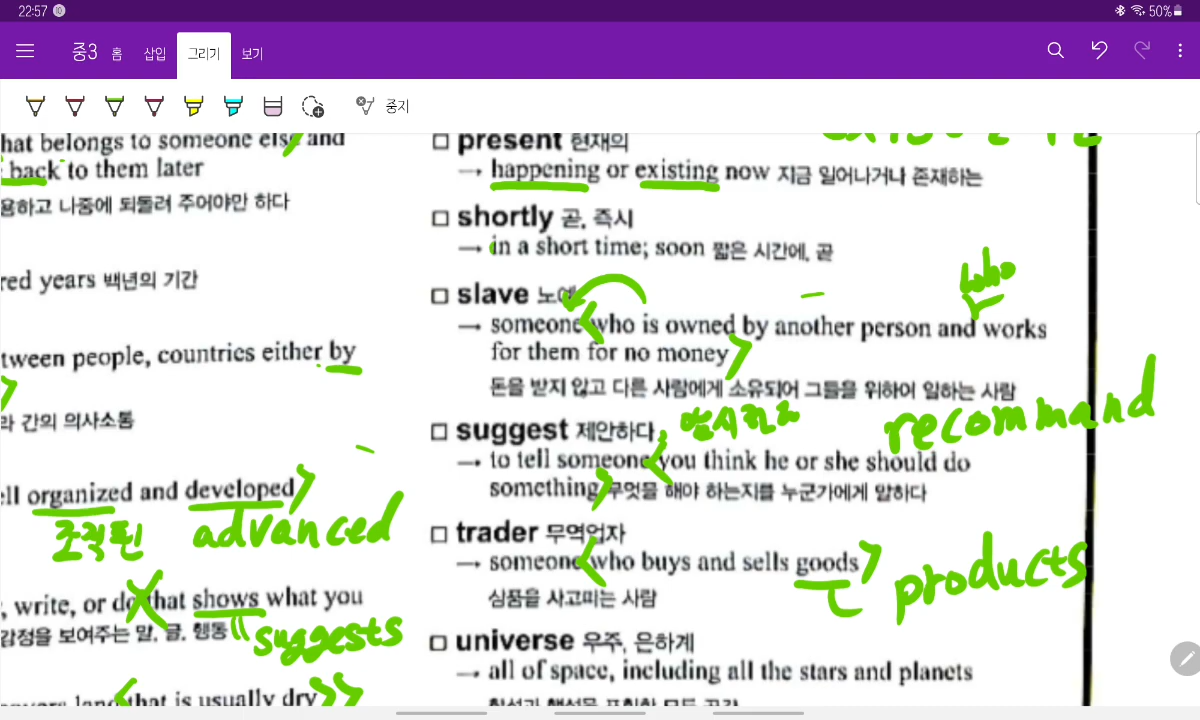 22:57
50%
중3 홈 삽입 그리기 보기
중지
hat belongs to someone else and
back to them later
용하고 나중에 되돌려 주어야만 하다
red years 백년의 기간
tween people, countries either by
라 간의 의사소통
ell organized and developed
조직된 advanced
, write, or do that shows what you
감정을 보여주는 말, 글, 행동
suggests
land that is usually dry
□ present 현재의
→ happening or existing now 지금 일어나거나 존재하는
□ shortly 곧, 즉시
→ in a short time; soon 짧은 시간에, 곧
□ slave 노예
who
→ someone who is owned by another person and works
for them for no money
돈을 받지 않고 다른 사람에게 소유되어 그들을 위하여 일하는 사람
□ suggest 제안하다, 암시하다
recommand
→ to tell someone you think he or she should do
something 무엇을 해야 하는지를 누군가에게 말하다
□ trader 무역업자
→ someone who buys and sells goods
products
상품을 사고파는 사람
□ universe 우주, 은하계
→ all of space, including all the stars and planets